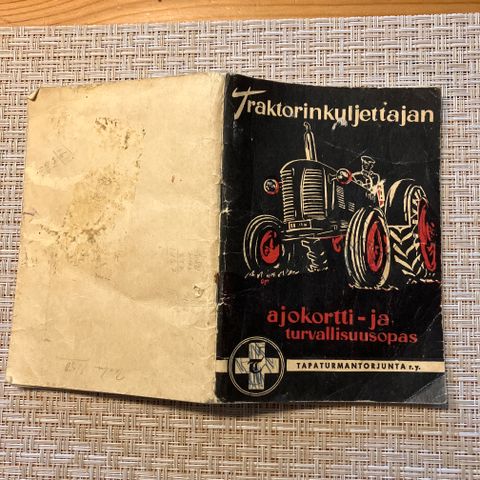 Traktorinkuljettajan
ajokortti - ja
turvallisuusopas
TAPATURMANTORJUNTA r.y.